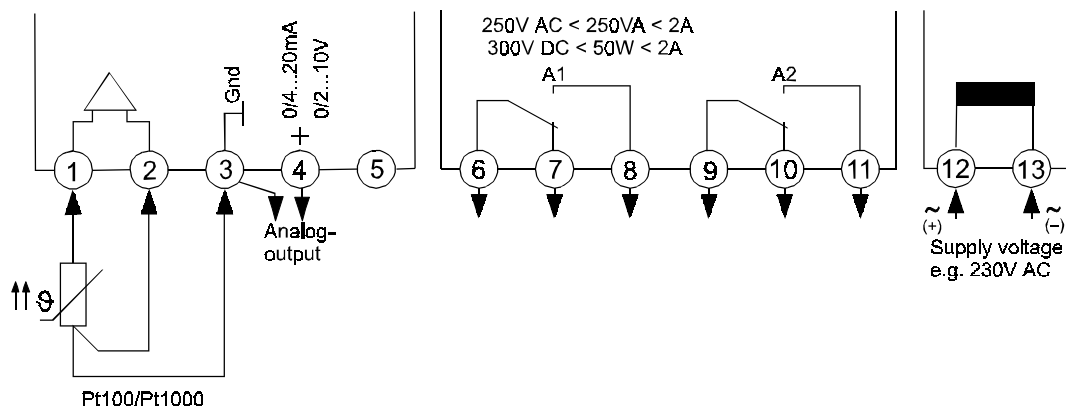 250V AC < 250VA < 2A
300V DC < 50W < 2A
Gnd
0/4...20mA
0/2...10V
+
A1
A2
1
2
3
4
5
6
7
8
9
10
11
12
13
Analog-
output
~ ~
(+) (–)
Supply voltage
e.g. 230V AC
ϑ
Pt100/Pt1000